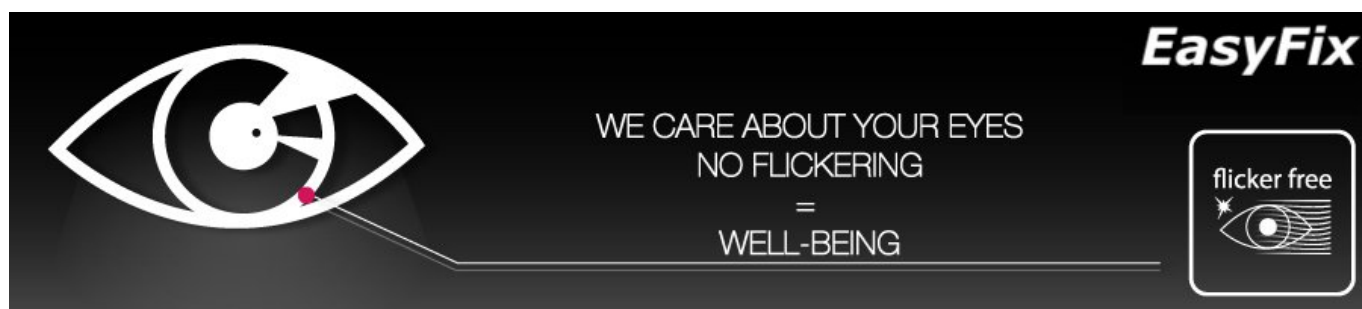 EasyFix
WE CARE ABOUT YOUR EYES
NO FLICKERING
=
WELL-BEING
flicker free